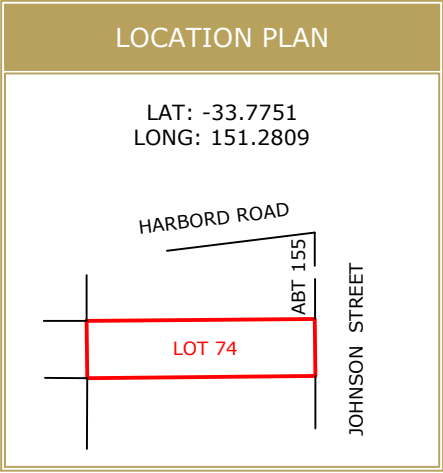 LOCATION PLAN
LAT: -33.7751
LONG: 151.2809
HARBORD ROAD
ABT 155
JOHNSON STREET
LOT 74